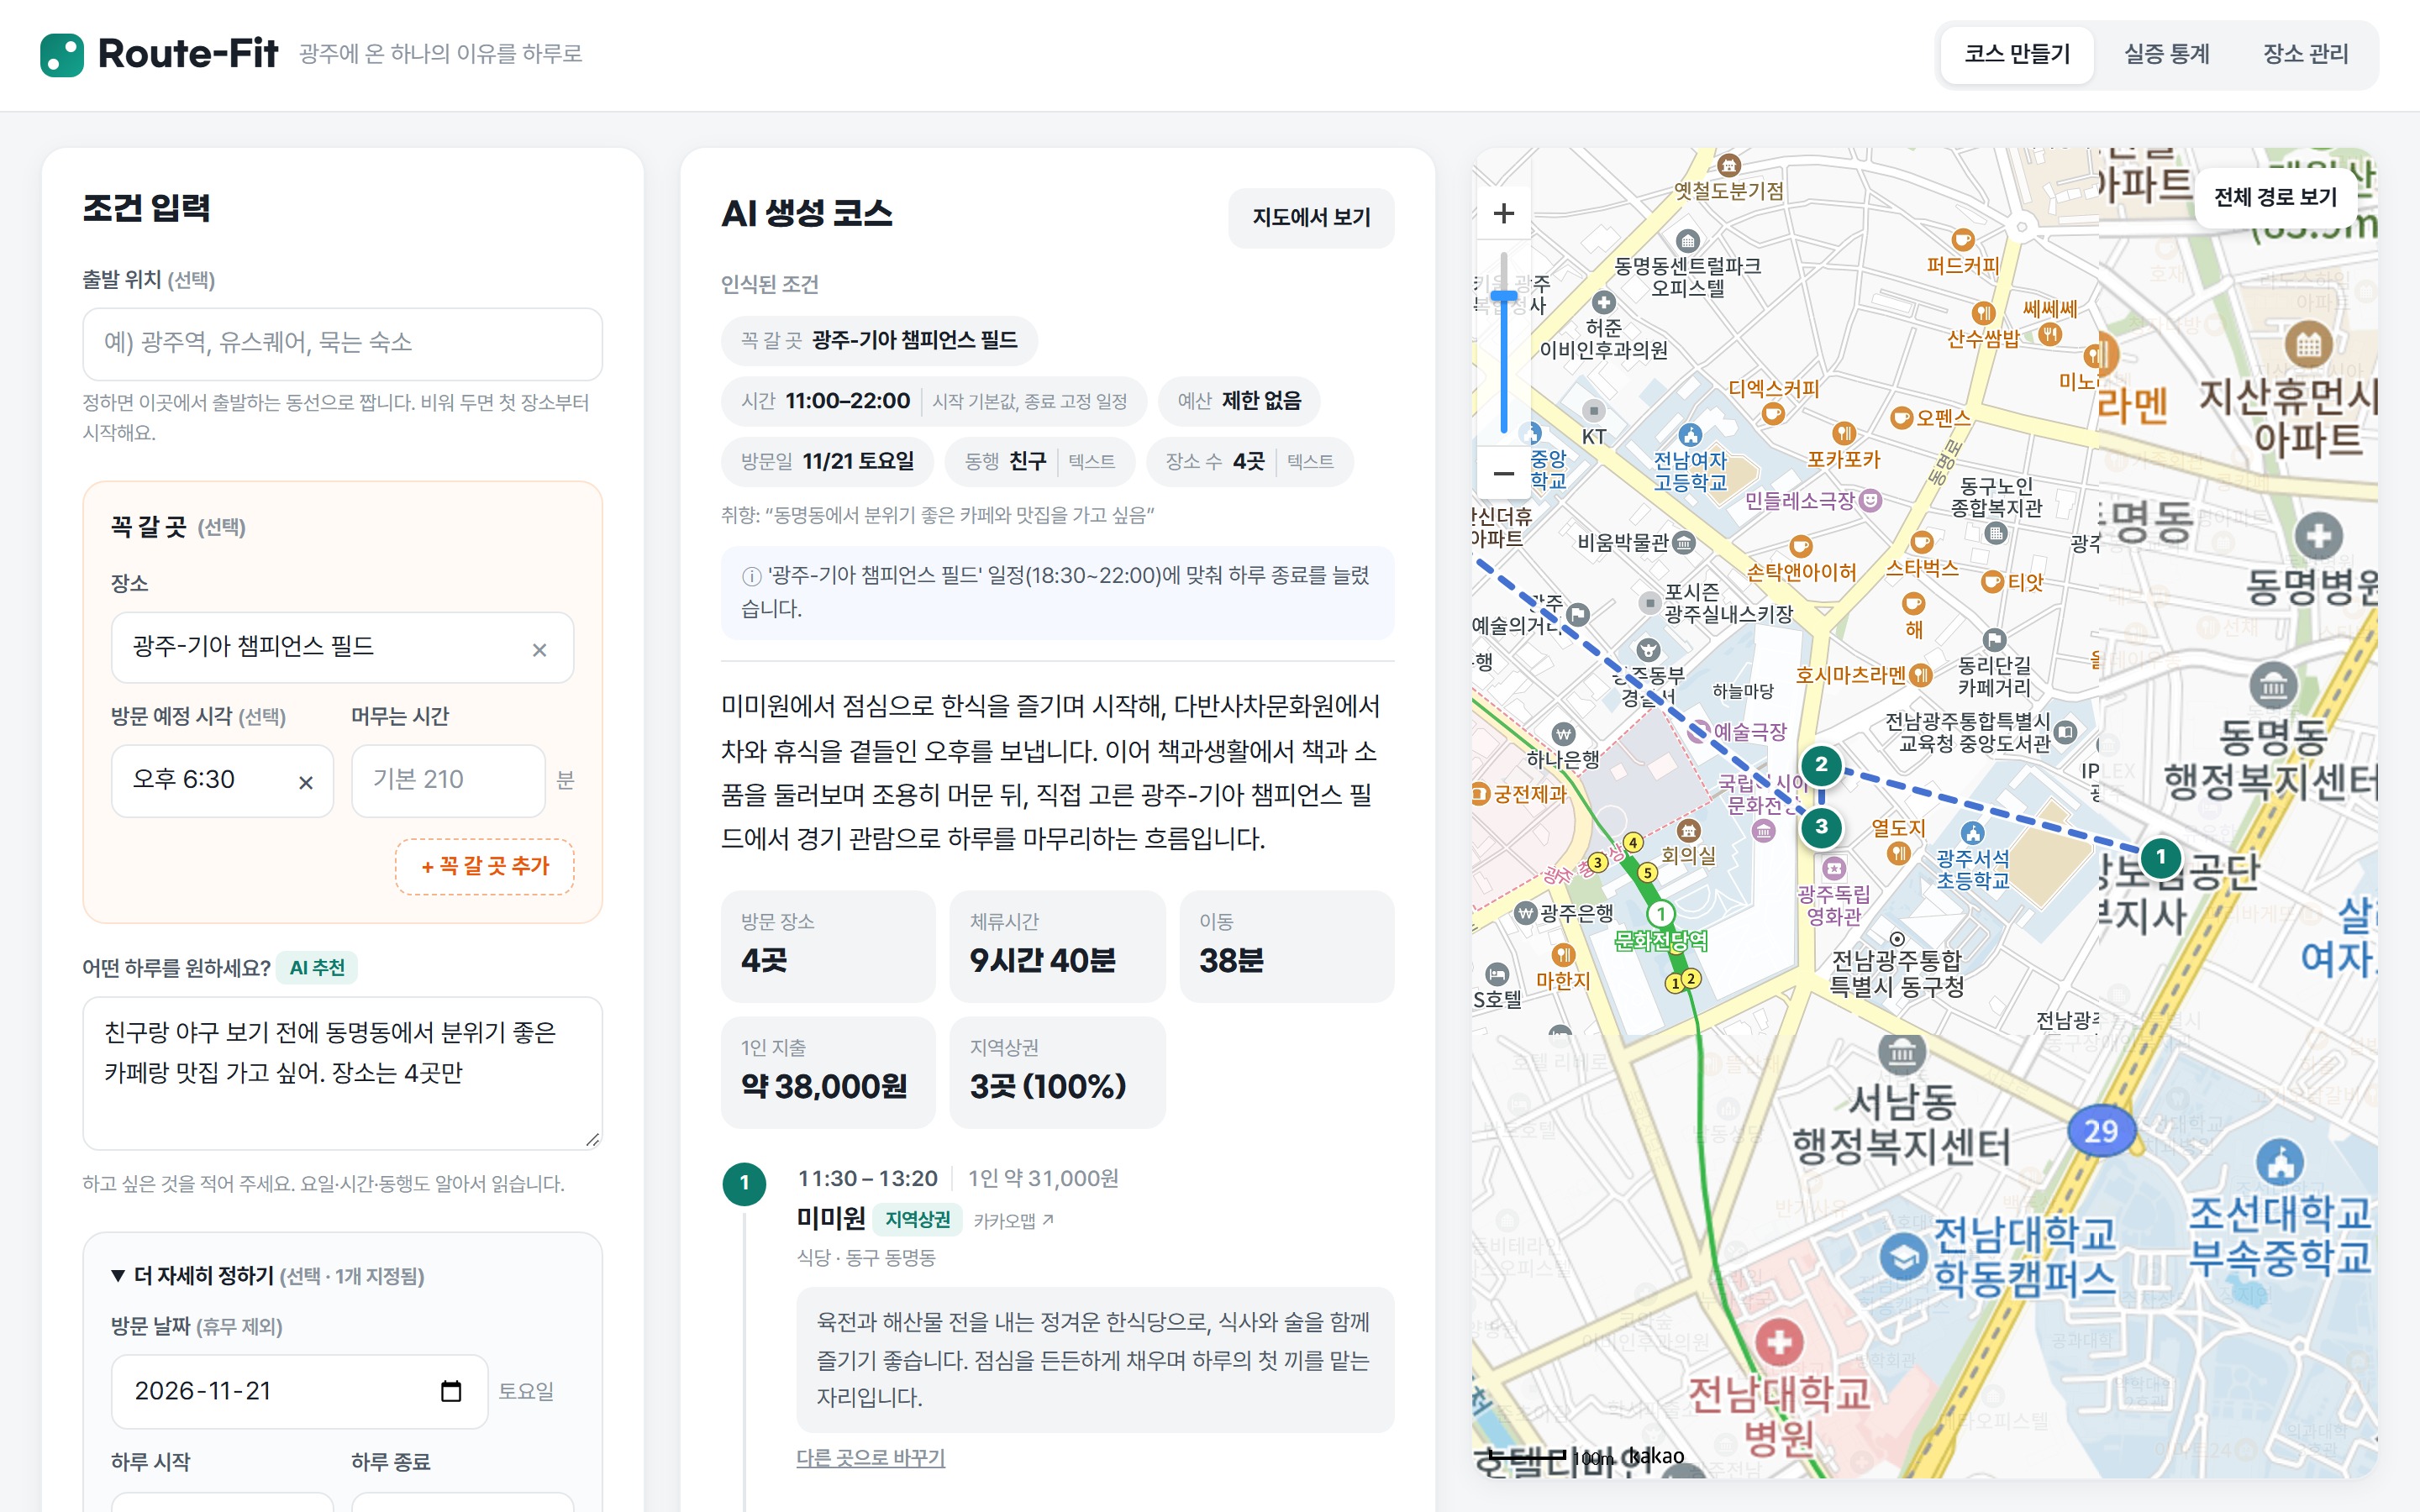 Route-Fit
광주에 온 하나의 이유를 하루로
코스 만들기
실증 통계
장소 관리
조건 입력
출발 위치 (선택)
예) 광주역, 유스퀘어, 묵는 숙소
정하면 이곳에서 출발하는 동선으로 짭니다. 비워 두면 첫 장소부터
시작해요.
꼭 갈 곳 (선택)
장소
광주-기아 챔피언스 필드 ×
방문 예정 시각 (선택)
머무는 시간
오후 6:30 ×
기본 210 분
+ 꼭 갈 곳 추가
어떤 하루를 원하세요? AI 추천
친구랑 야구 보기 전에 동명동에서 분위기 좋은
카페랑 맛집 가고 싶어. 장소는 4곳만
하고 싶은 것을 적어 주세요. 요일·시간·동행도 알아서 읽습니다.
▼ 더 자세히 정하기 (선택 · 1개 지정됨)
방문 날짜 (휴무 제외)
2026-11-21 토요일
하루 시작
하루 종료
AI 생성 코스
지도에서 보기
인식된 조건
꼭 갈 곳 광주-기아 챔피언스 필드
시간 11:00–22:00 시작 기본값, 종료 고정 일정
예산 제한 없음
방문일 11/21 토요일
동행 친구 텍스트
장소 수 4곳 텍스트
취향: “동명동에서 분위기 좋은 카페와 맛집을 가고 싶음”
ⓘ '광주-기아 챔피언스 필드' 일정(18:30~22:00)에 맞춰 하루 종료를 늘렸
습니다.
미미원에서 점심으로 한식을 즐기며 시작해, 다반사차문화원에서
차와 휴식을 곁들인 오후를 보냅니다. 이어 책과생활에서 책과 소
품을 둘러보며 조용히 머문 뒤, 직접 고른 광주-기아 챔피언스 필
드에서 경기 관람으로 하루를 마무리하는 흐름입니다.
방문 장소
4곳
체류시간
9시간 40분
이동
38분
1인 지출
약 38,000원
지역상권
3곳 (100%)
1
11:30 – 13:20 1인 약 31,000원
미미원 지역상권 카카오맵 ↗
식당 · 동구 동명동
육전과 해산물 전을 내는 정겨운 한식당으로, 식사와 술을 함께
즐기기 좋습니다. 점심을 든든하게 채우며 하루의 첫 끼를 맡는
자리입니다.
다른 곳으로 바꾸기
전체 경로 보기
+
−
옛철도분기점
동명동센트럴파크
오피스텔
퍼드커피
허준
이비인후과의원
쎄쎄쎄
산수쌈밥
라멘
지산휴먼시
아파트
디엑스커피
오펜스
KT
전남여자
고등학교
포카포카
동명로
민들레소극장
동구노인
종합복지관
명동
비움박물관
손탁앤아이허
스타벅스
티앗
동명병원
포시즌
광주실내스키장
예술의거리
해
동리단길
카페거리
호시마츠라멘
하늘마당
예술극장
전남광주통합특별시
교육청 중앙도서관
동명동
행정복지센터
하나은행
궁전제과
2
3
1
회의실
열도지
광주서석
초등학교
광주독립
영화관
3
4
5
1
문화전당역
1
2
광주은행
마한지
S호텔
전남광주통합
특별시 동구청
서남동
행정복지센터
29
전남대학교
학동캠퍼스
조선대학교
부속중학교
전남대학교
병원
100m
kakao